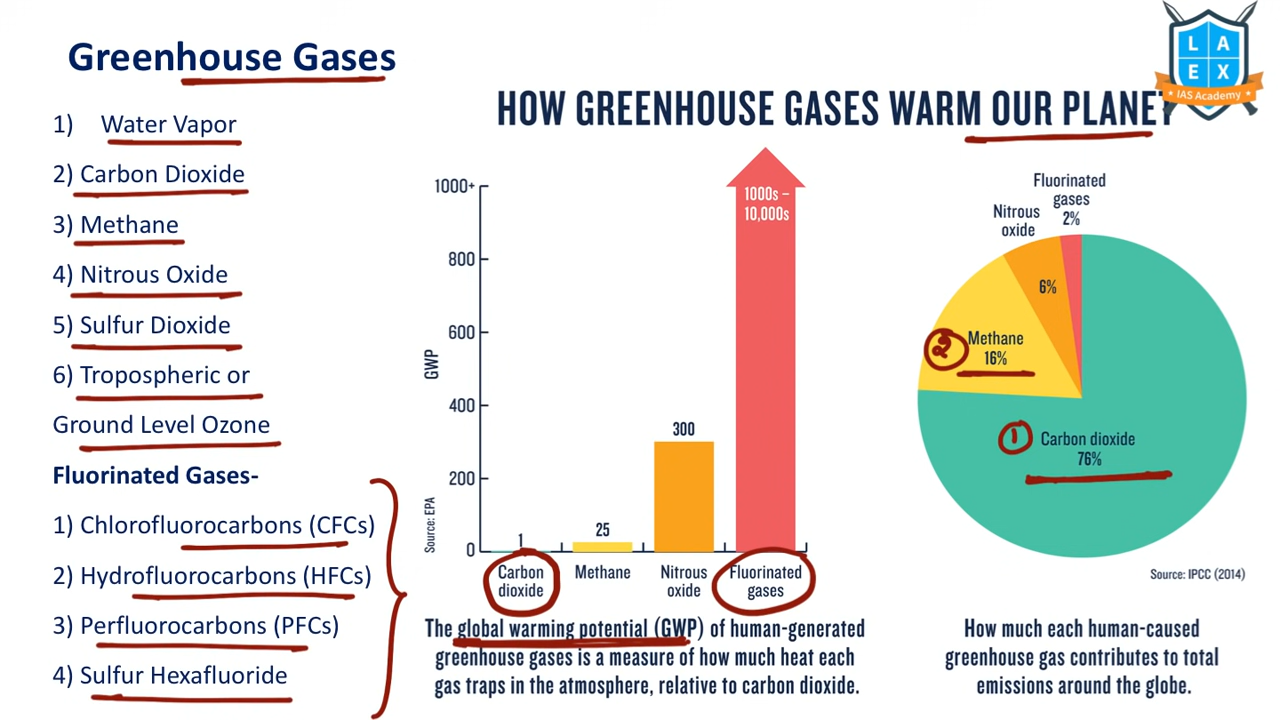 Greenhouse Gases
1) Water Vapor
2) Carbon Dioxide
3) Methane
4) Nitrous Oxide
5) Sulfur Dioxide
6) Tropospheric or
Ground Level Ozone
Fluorinated Gases-
1) Chlorofluorocarbons (CFCs)
2) Hydrofluorocarbons (HFCs)
3) Perfluorocarbons (PFCs)
4) Sulfur Hexafluoride
L A
E X
IAS Academy
HOW GREENHOUSE GASES WARM OUR PLANET
1000+
800
600
400
200
0
GWP
Source: EPA
1
25
300
1000s –
10,000s
Carbon
dioxide
Methane
Nitrous
oxide
Fluorinated
gases
The global warming potential (GWP) of human-generated
greenhouse gases is a measure of how much heat each
gas traps in the atmosphere, relative to carbon dioxide.
Fluorinated
gases
2%
Nitrous
oxide
6%
2
Methane
16%
1
Carbon dioxide
76%
Source: IPCC (2014)
How much each human-caused
greenhouse gas contributes to total
emissions around the globe.